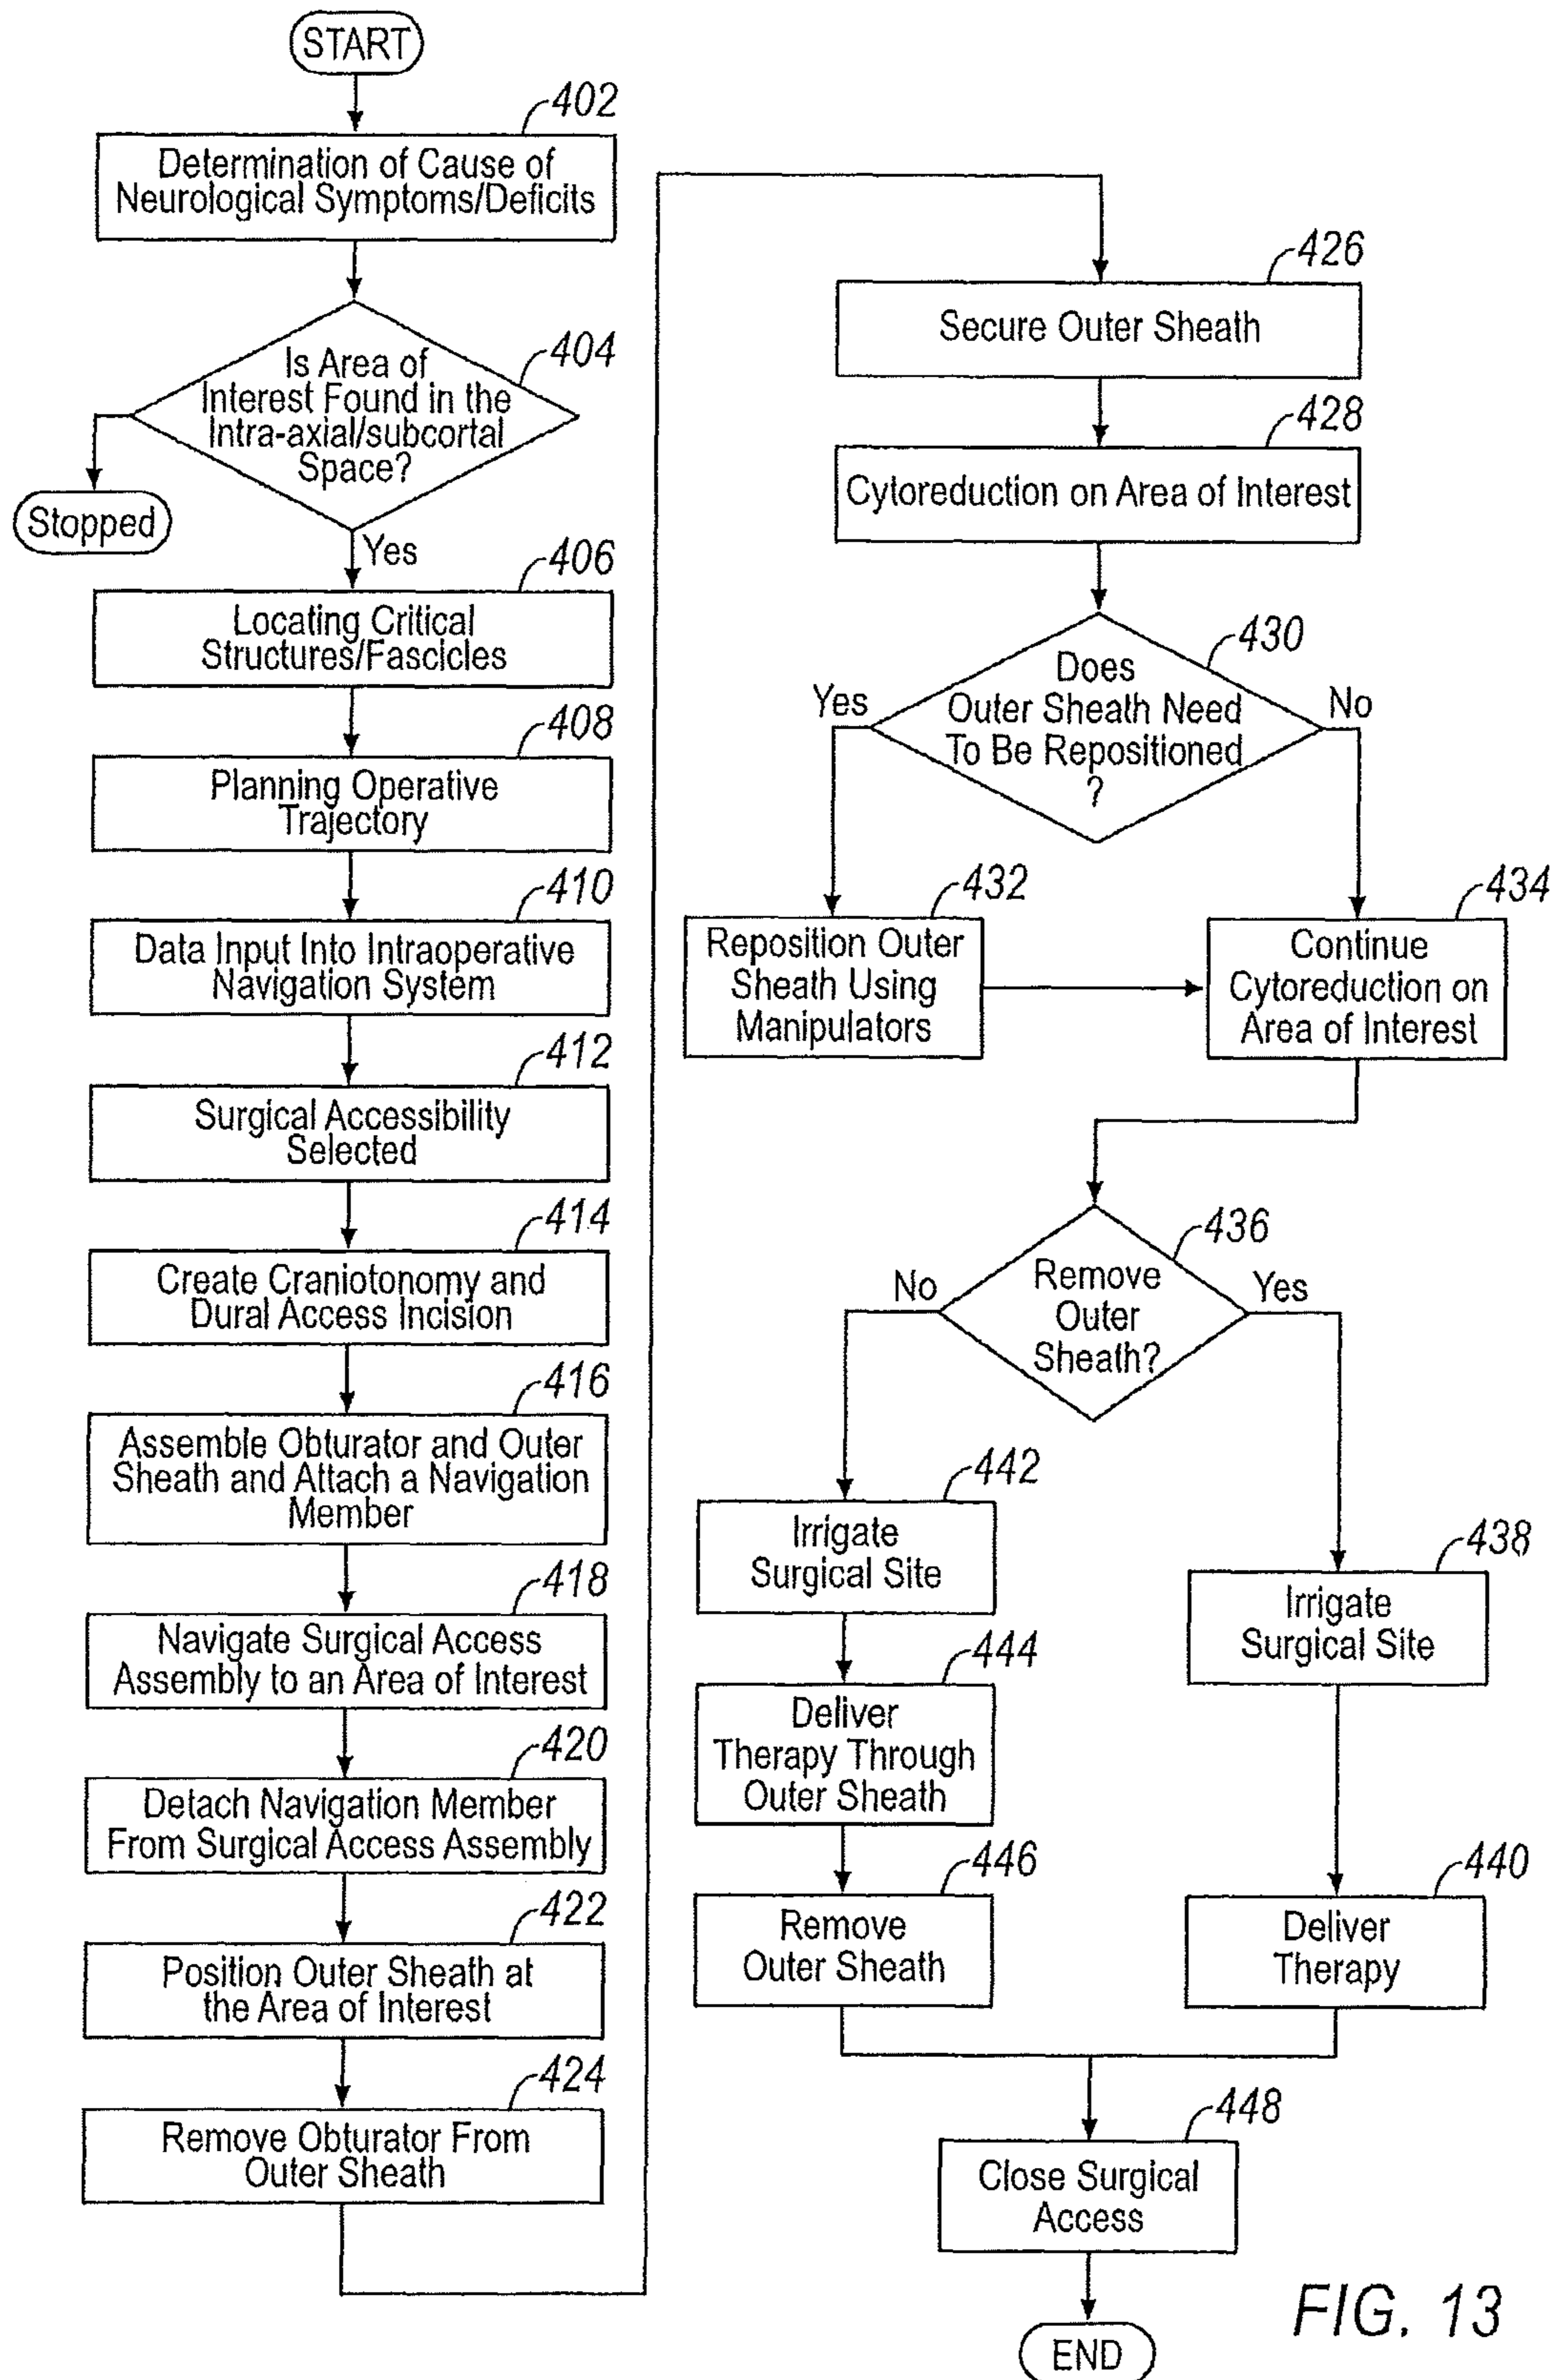 START
402
Determination of Cause of
Neurological Symptoms/Deficits
404
Is Area of
Interest Found in the
Intra-axial/subcortal
Space?
Stopped
Yes
406
Locating Critical
Structures/Fascicles
408
Planning Operative
Trajectory
410
Data Input Into Intraoperative
Navigation System
412
Surgical Accessibility
Selected
414
Create Craniotonomy and
Dural Access Incision
416
Assemble Obturator and Outer
Sheath and Attach a Navigation
Member
418
Navigate Surgical Access
Assembly to an Area of Interest
420
Detach Navigation Member
From Surgical Access Assembly
422
Position Outer Sheath at
the Area of Interest
424
Remove Obturator From
Outer Sheath
426
Secure Outer Sheath
428
Cytoreduction on Area of Interest
430
Does
Outer Sheath Need
To Be Repositioned
?
Yes
No
432
Reposition Outer
Sheath Using
Manipulators
434
Continue
Cytoreduction on
Area of Interest
436
Remove
Outer
Sheath?
No
Yes
442
Irrigate
Surgical Site
444
Deliver
Therapy Through
Outer Sheath
446
Remove
Outer Sheath
438
Irrigate
Surgical Site
440
Deliver
Therapy
448
Close Surgical
Access
END
FIG. 13